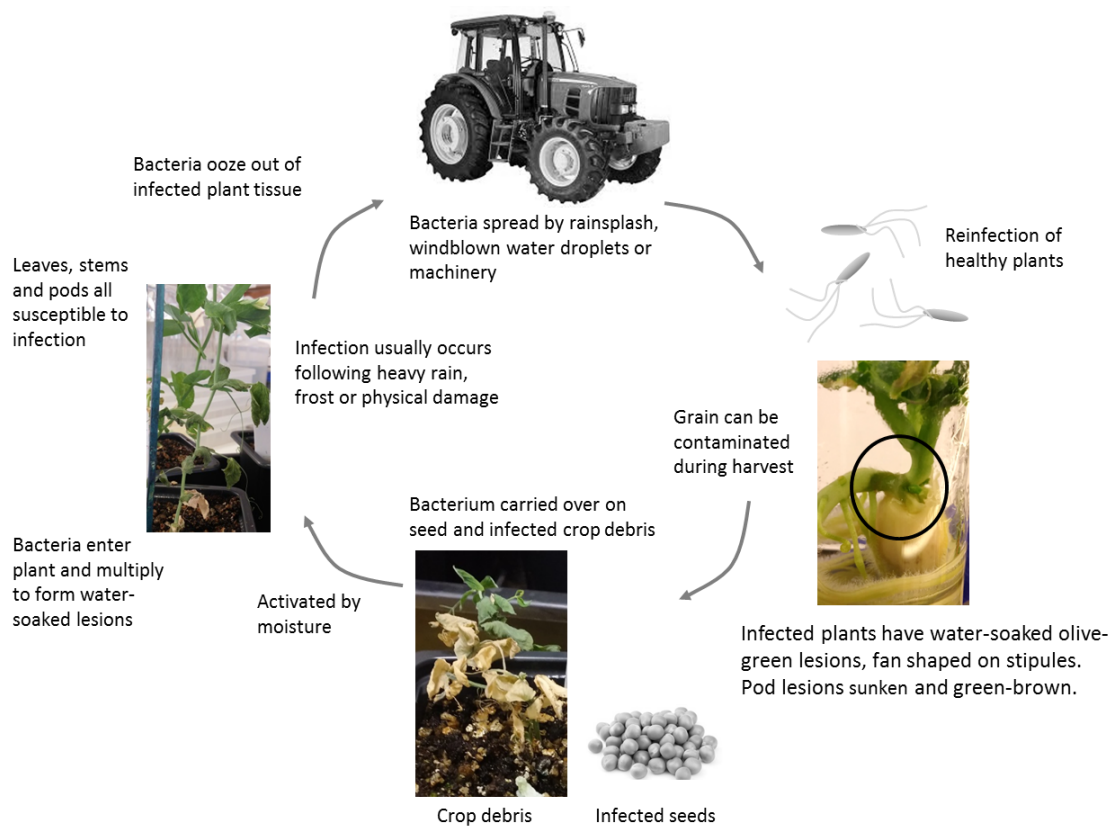 Bacteria ooze out of
infected plant tissue
Bacteria spread by rainsplash,
windblown water droplets or
machinery
Reinfection of
healthy plants
Leaves, stems
and pods all
susceptible to
infection
Infection usually occurs
following heavy rain,
frost or physical damage
Grain can be
contaminated
during harvest
Bacterium carried over on
seed and infected crop debris
Bacteria enter
plant and multiply
to form water-
soaked lesions
Activated by
moisture
Infected plants have water-soaked olive-
green lesions, fan shaped on stipules.
Pod lesions sunken and green-brown.
Crop debris
Infected seeds